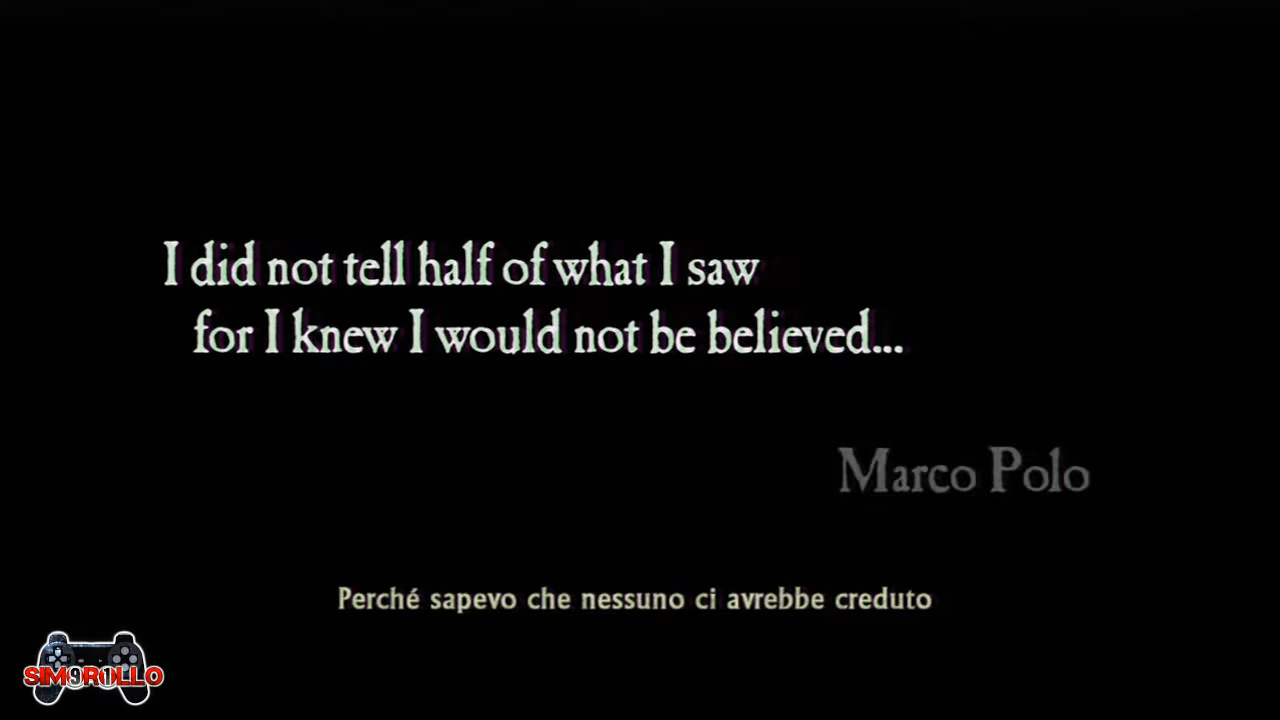 I did not tell half of what I saw
for I knew I would not be believed...
Marco Polo
Perché sapevo che nessuno ci avrebbe creduto